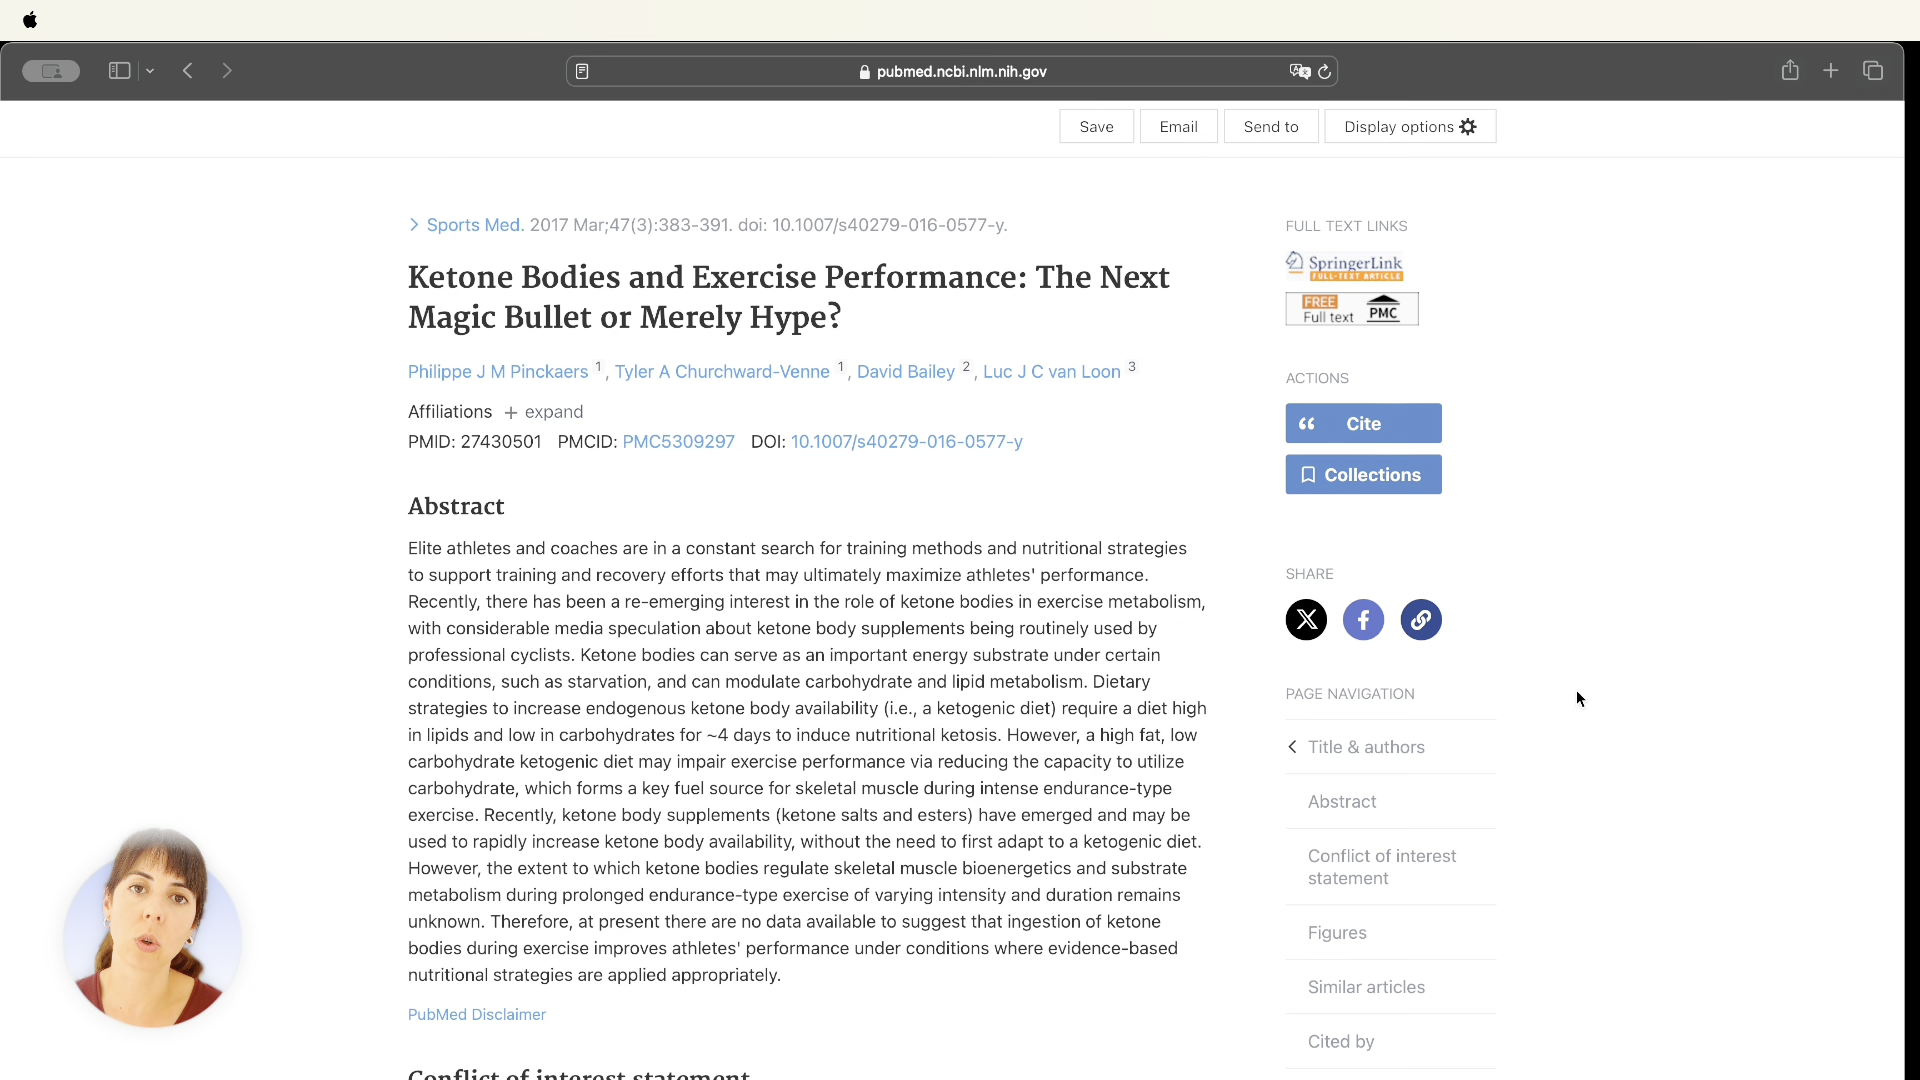 pubmed.ncbi.nlm.nih.gov
Save Email Send to Display options
Sports Med. 2017 Mar;47(3):383-391. doi: 10.1007/s40279-016-0577-y.
Ketone Bodies and Exercise Performance: The Next
Magic Bullet or Merely Hype?
Philippe J M Pinckaers 1, Tyler A Churchward-Venne 1, David Bailey 2, Luc J C van Loon 3
Affiliations + expand
PMID: 27430501 PMCID: PMC5309297 DOI: 10.1007/s40279-016-0577-y
Abstract
Elite athletes and coaches are in a constant search for training methods and nutritional strategies
to support training and recovery efforts that may ultimately maximize athletes' performance.
Recently, there has been a re-emerging interest in the role of ketone bodies in exercise metabolism,
with considerable media speculation about ketone body supplements being routinely used by
professional cyclists. Ketone bodies can serve as an important energy substrate under certain
conditions, such as starvation, and can modulate carbohydrate and lipid metabolism. Dietary
strategies to increase endogenous ketone body availability (i.e., a ketogenic diet) require a diet high
in lipids and low in carbohydrates for ~4 days to induce nutritional ketosis. However, a high fat, low
carbohydrate ketogenic diet may impair exercise performance via reducing the capacity to utilize
carbohydrate, which forms a key fuel source for skeletal muscle during intense endurance-type
exercise. Recently, ketone body supplements (ketone salts and esters) have emerged and may be
used to rapidly increase ketone body availability, without the need to first adapt to a ketogenic diet.
However, the extent to which ketone bodies regulate skeletal muscle bioenergetics and substrate
metabolism during prolonged endurance-type exercise of varying intensity and duration remains
unknown. Therefore, at present there are no data available to suggest that ingestion of ketone
bodies during exercise improves athletes' performance under conditions where evidence-based
nutritional strategies are applied appropriately.
PubMed Disclaimer
Conflict of interest statement
FULL TEXT LINKS
SpringerLink
FULL-TEXT ARTICLE
FREE
Full text PMC
ACTIONS
Cite
Collections
SHARE
PAGE NAVIGATION
Title & authors
Abstract
Conflict of interest
statement
Figures
Similar articles
Cited by